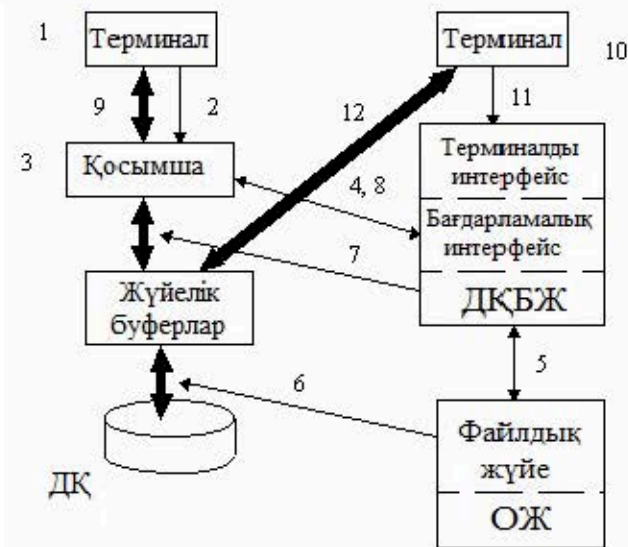 1
Терминал
Терминал
10
9
2
12
11
3
Қосымша
4, 8
Терминалды
интерфейс
Бағдарламалық
интерфейс
7
Жүйелік
буферлар
ДҚБЖ
6
5
Файлдық
жүйе
ДҚ
ОЖ